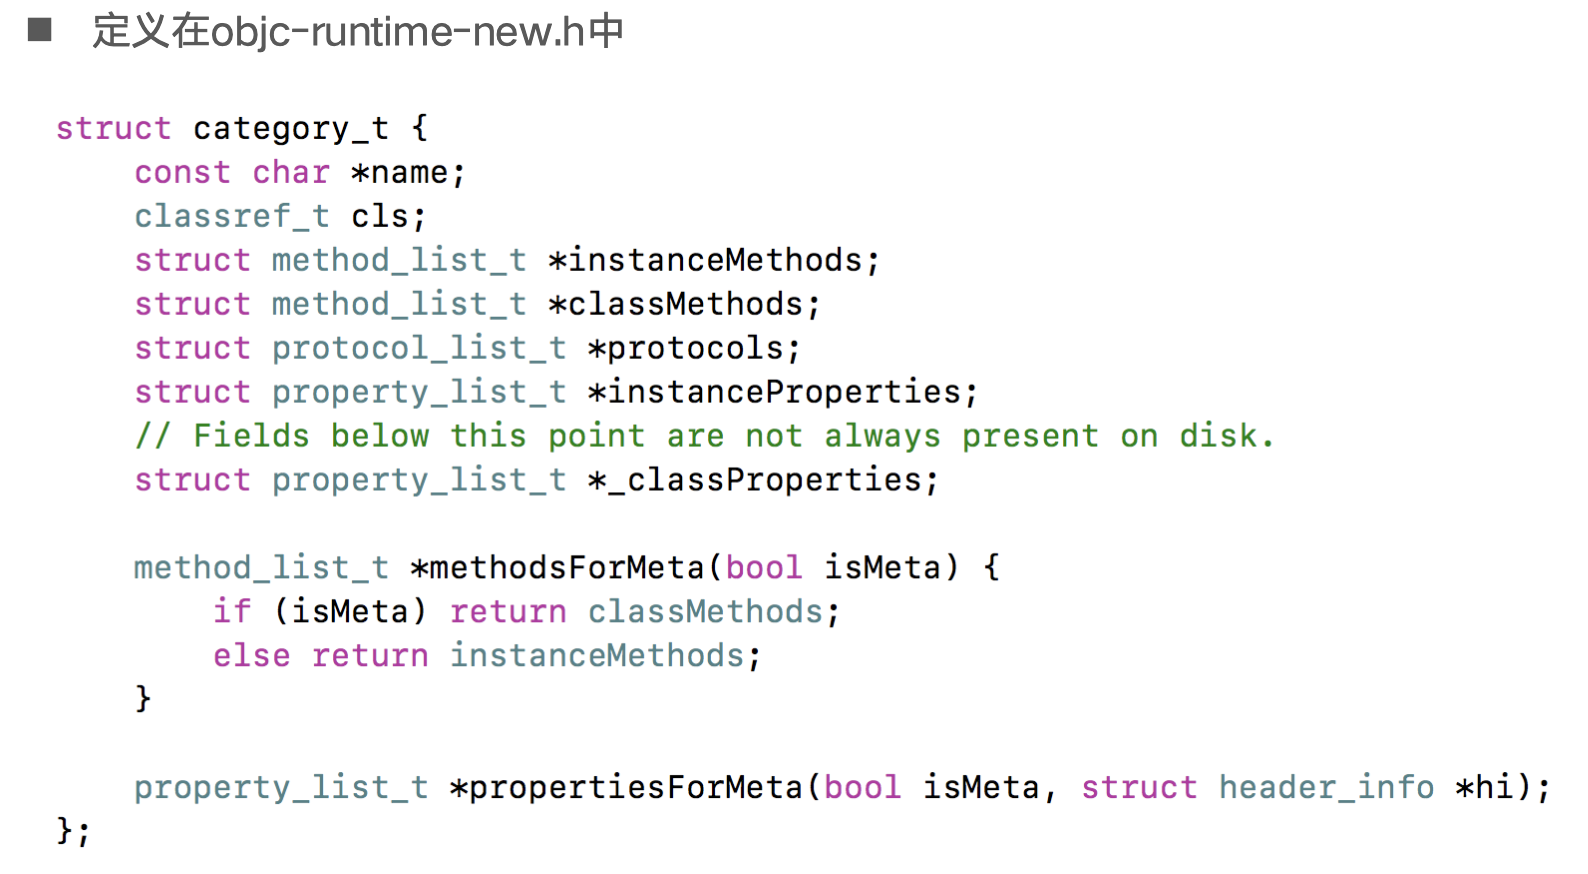 ■ 定义在objc-runtime-new.h中
struct category_t {
    const char *name;
    classref_t cls;
    struct method_list_t *instanceMethods;
    struct method_list_t *classMethods;
    struct protocol_list_t *protocols;
    struct property_list_t *instanceProperties;
    // Fields below this point are not always present on disk.
    struct property_list_t *_classProperties;
    method_list_t *methodsForMeta(bool isMeta) {
        if (isMeta) return classMethods;
        else return instanceMethods;
    }
    property_list_t *propertiesForMeta(bool isMeta, struct header_info *hi);
};